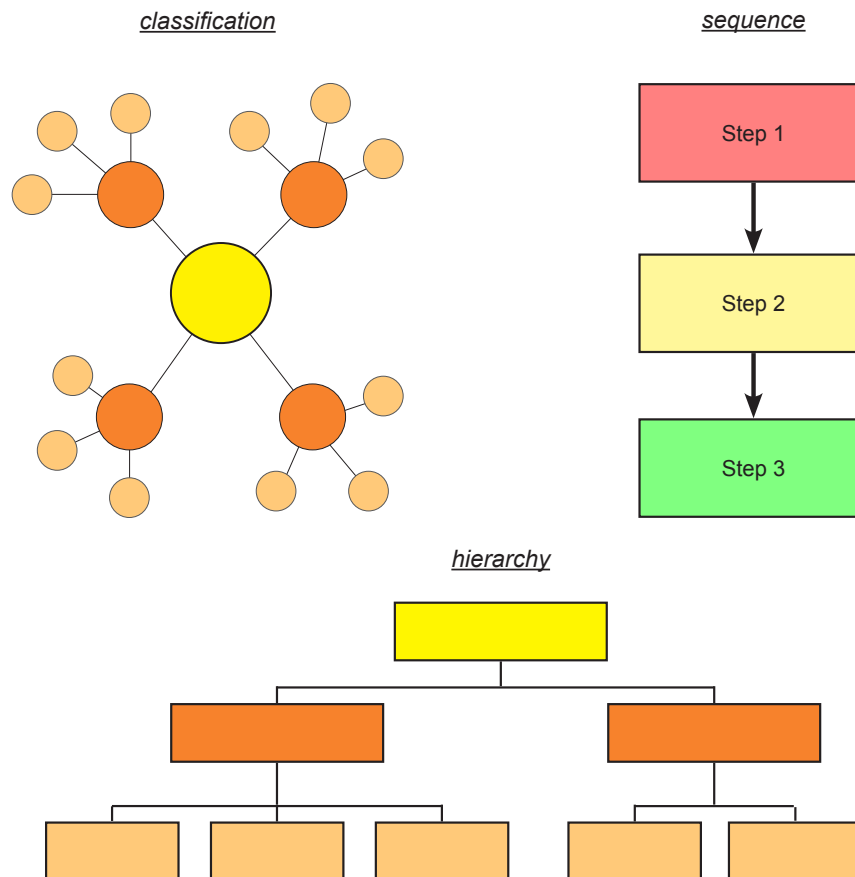 classification
sequence
Step 1
Step 2
Step 3
hierarchy